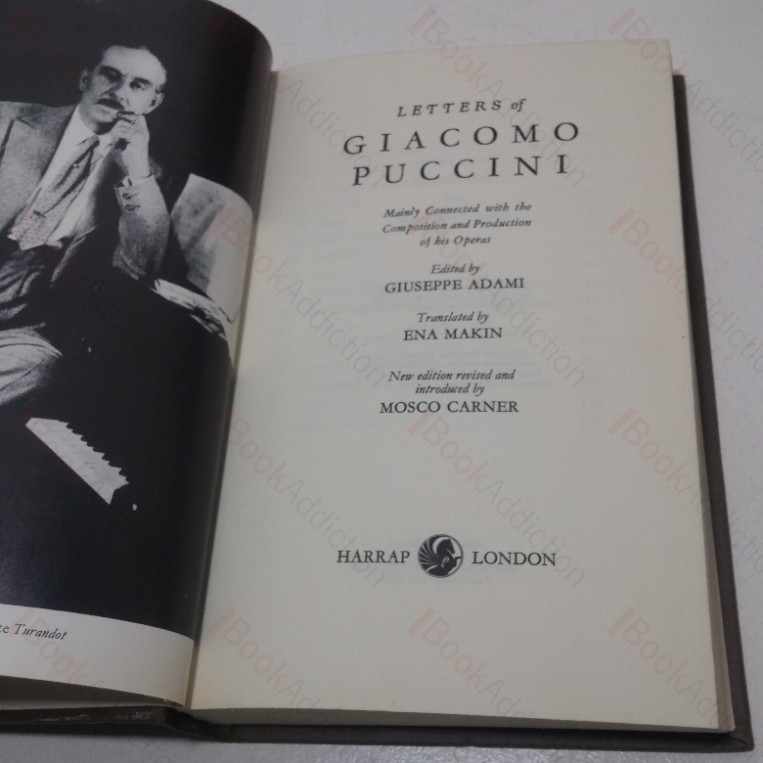 LETTERS of
GIACOMO
PUCCINI
Mainly Connected with the
Composition and Production
of his Operas
Edited by
GIUSEPPE ADAMI
Translated by
ENA MAKIN
New edition revised and
introduced by
MOSCO CARNER
HARRAP LONDON
Turandot
BookAddiction